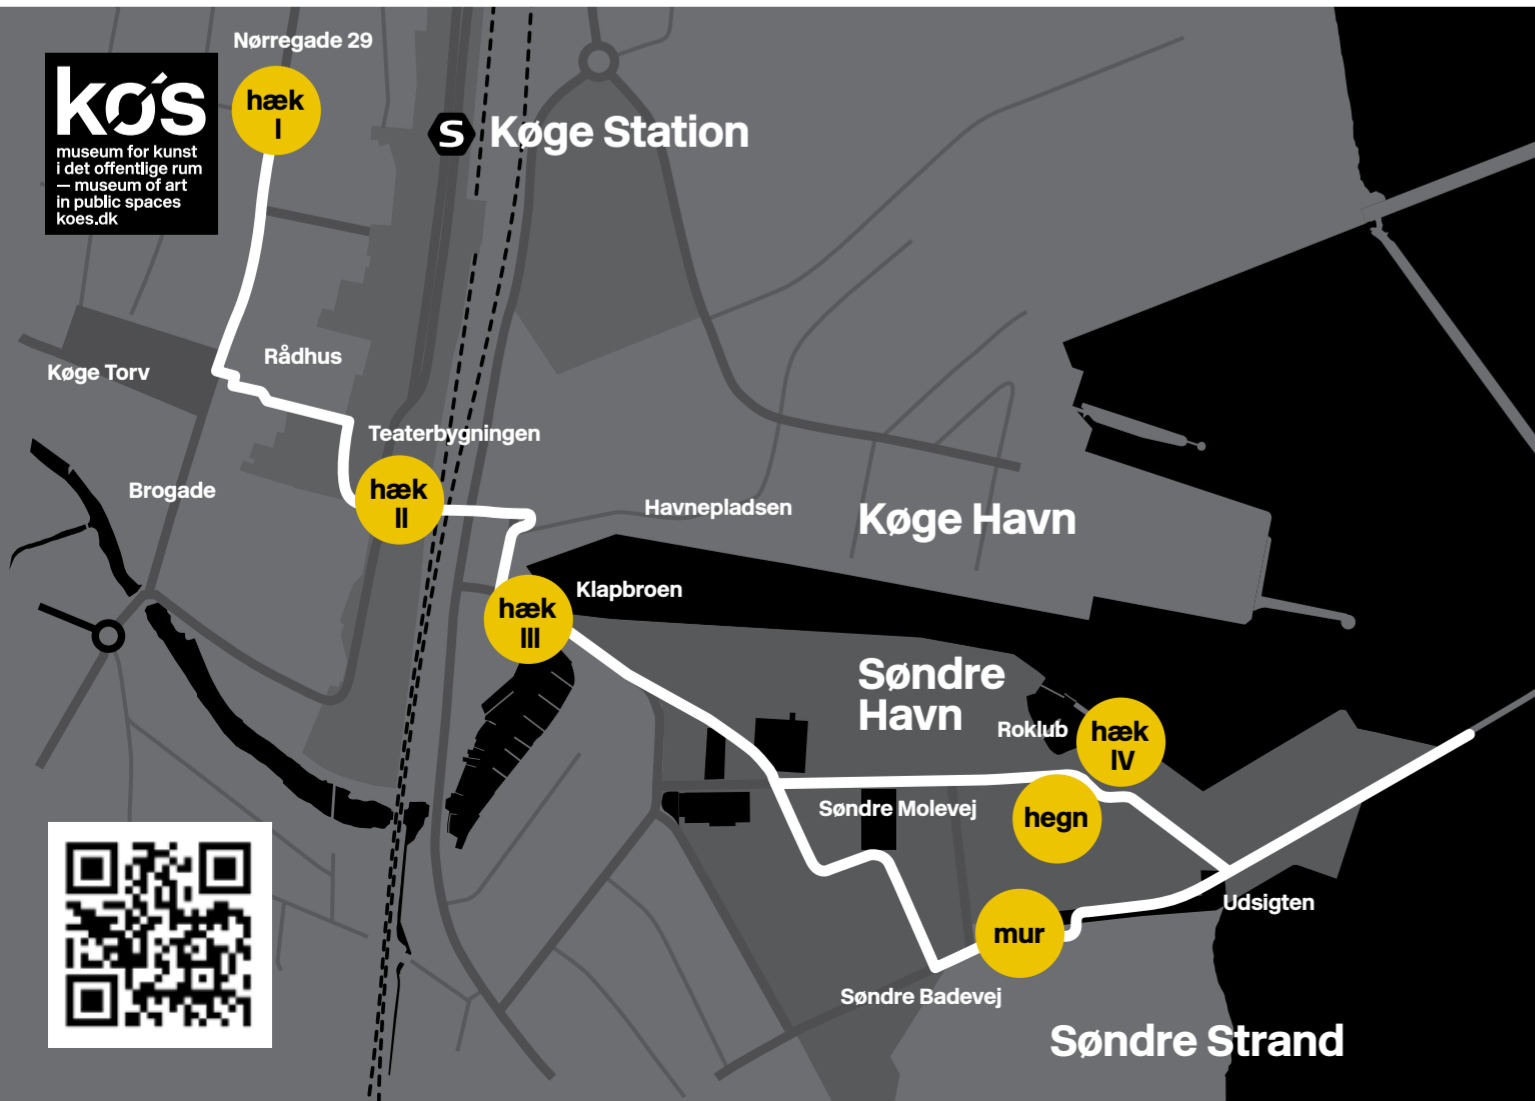 Nørregade 29
køs
museum for kunst
i det offentlige rum
— museum of art
in public spaces
koes.dk
hæk
I
S Køge Station
Rådhus
Køge Torv
Teaterbygningen
Brogade
hæk
II
Havnepladsen
Køge Havn
Klapbroen
hæk
III
Søndre
Havn
Roklub
hæk
IV
Søndre Molevej
hegn
Udsigten
mur
Søndre Badevej
Søndre Strand